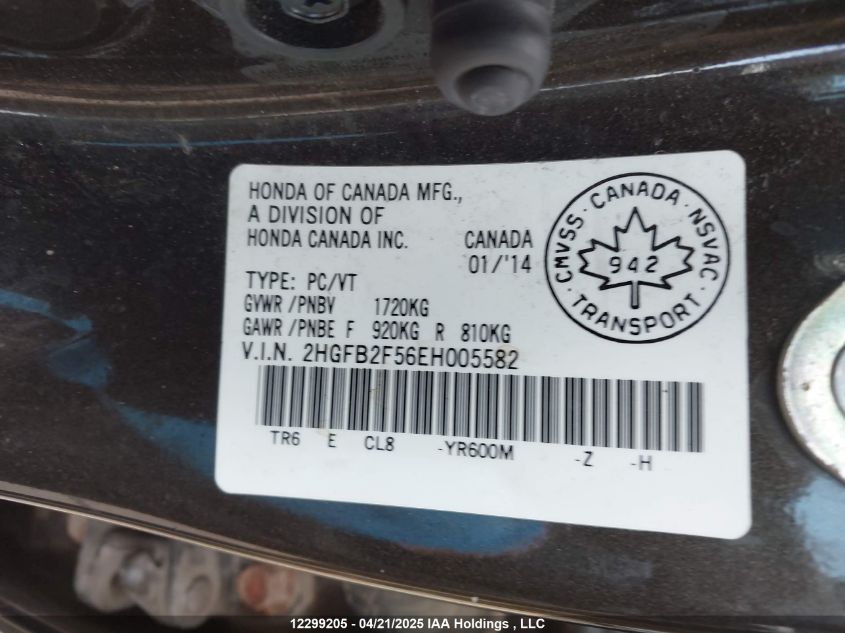 HONDA OF CANADA MFG.,
A DIVISION OF
HONDA CANADA INC. CANADA
01/'14
TYPE: PC/VT
GVWR /PNBV 1720KG
GAWR /PNBE F 920KG R 810KG
V.I.N. 2HGFB2F56EH005582
TR6 E CL8 -YR600M -Z -H
CMVSS · CANADA · NSVAC ·
942
TRANSPORT
12299205 - 04/21/2025 IAA Holdings , LLC